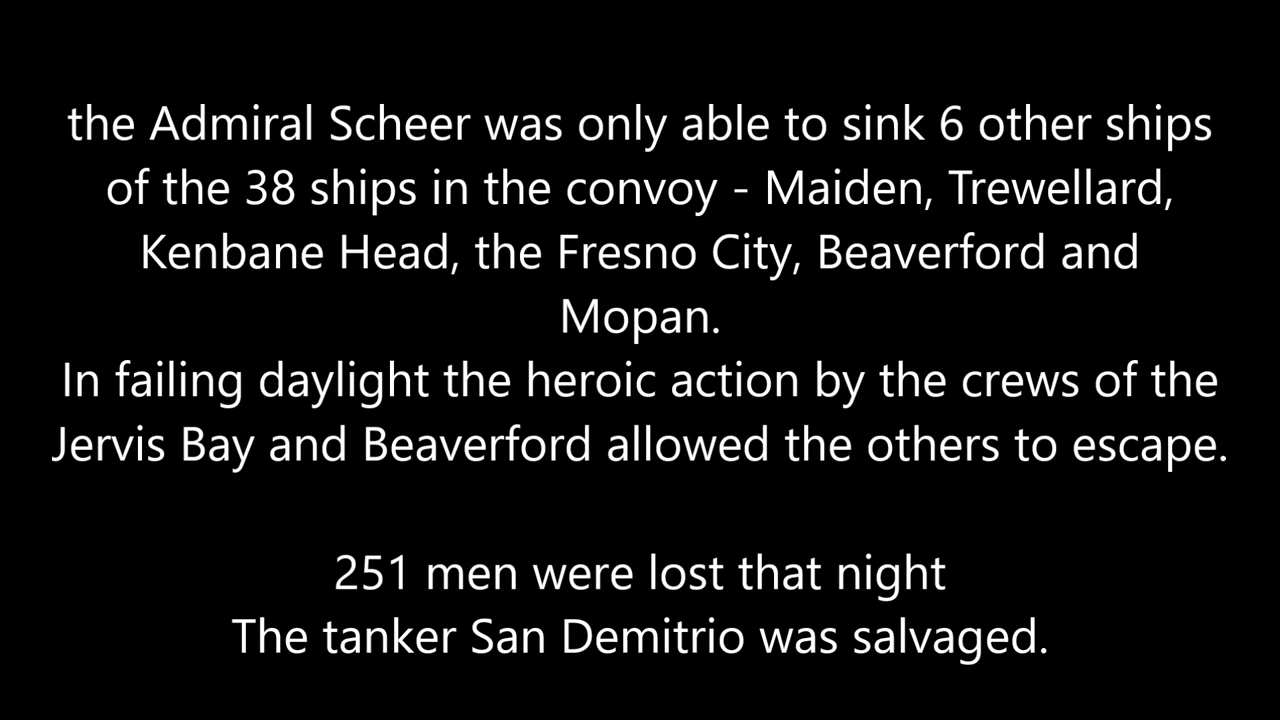 the Admiral Scheer was only able to sink 6 other ships
of the 38 ships in the convoy - Maiden, Trewellard,
Kenbane Head, the Fresno City, Beaverford and
Mopan.
In failing daylight the heroic action by the crews of the
Jervis Bay and Beaverford allowed the others to escape.
251 men were lost that night
The tanker San Demitrio was salvaged.